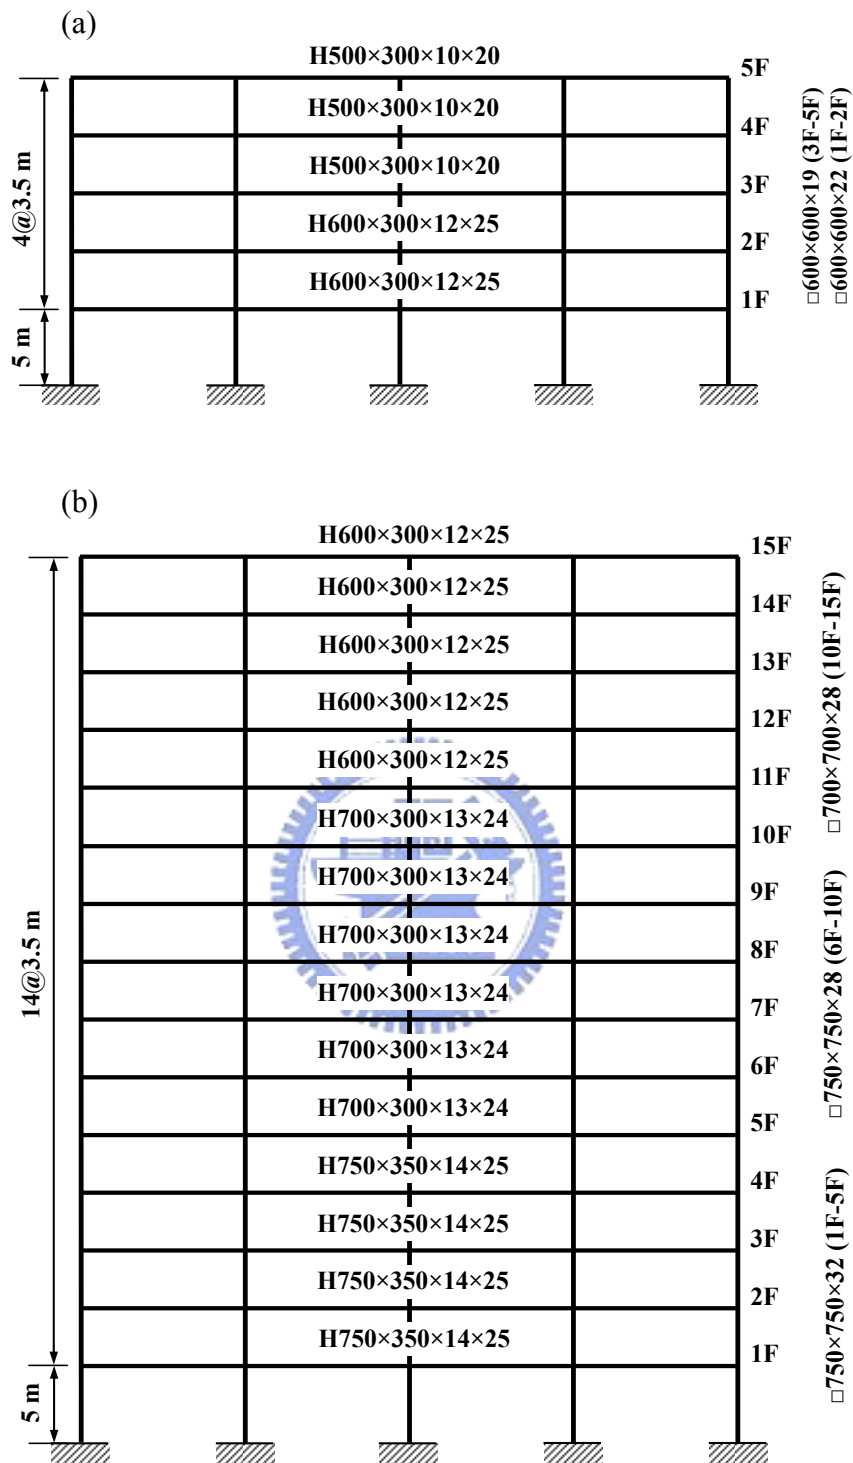 (a)
H500×300×10×20
5F
H500×300×10×20
4F
H500×300×10×20
3F
H600×300×12×25
2F
H600×300×12×25
1F
4@3.5 m
5 m
□600×600×19 (3F-5F)
□600×600×22 (1F-2F)
(b)
H600×300×12×25
15F
H600×300×12×25
14F
H600×300×12×25
13F
H600×300×12×25
12F
H600×300×12×25
11F
H700×300×13×24
10F
H700×300×13×24
9F
H700×300×13×24
8F
H700×300×13×24
7F
H700×300×13×24
6F
H700×300×13×24
5F
H750×350×14×25
4F
H750×350×14×25
3F
H750×350×14×25
2F
H750×350×14×25
1F
14@3.5 m
5 m
□700×700×28 (10F-15F)
□750×750×28 (6F-10F)
□750×750×32 (1F-5F)